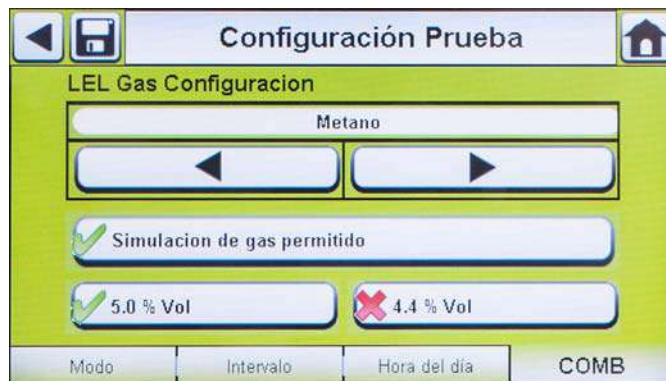 Configuración Prueba
LEL Gas Configuracion
Metano
Simulacion de gas permitido
5.0 % Vol
4.4 % Vol
Modo
Intervalo
Hora del día
COMB